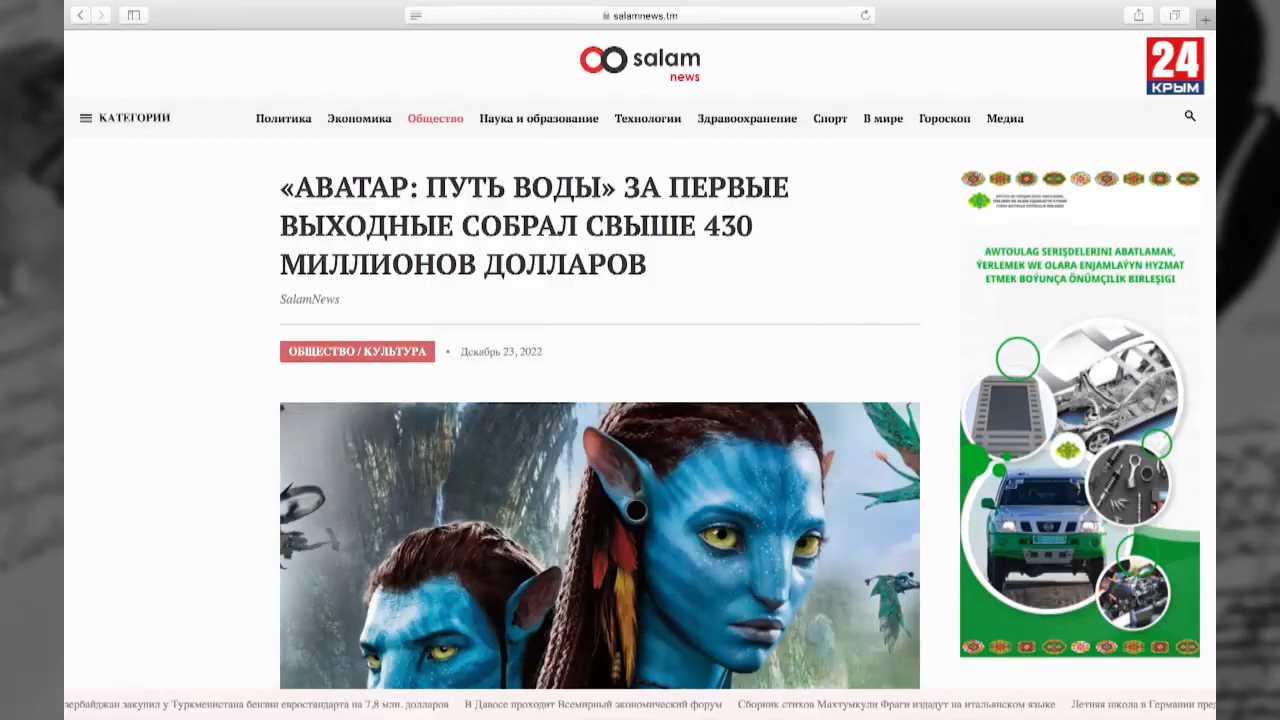 salamnews.tm
salam
news
24
КРЫМ
КАТЕГОРИИ
Политика Экономика Общество Наука и образование Технологии Здравоохранение Спорт В мире Гороскоп Медиа
«АВАТАР: ПУТЬ ВОДЫ» ЗА ПЕРВЫЕ
ВЫХОДНЫЕ СОБРАЛ СВЫШЕ 430
МИЛЛИОНОВ ДОЛЛАРОВ
SalamNews
ОБЩЕСТВО / КУЛЬТУРА • Декабрь 23, 2022
AWTOULAG SERIŞDELERINI ABATLAMAK,
ÝERLEMEK WE OLARA ENJAMLAÝYN HYZMAT
ETMEK BOÝUNÇA ÖNÜMÇILIK BIRLEŞIGI
зербайджан закупил у Туркменистана бензин евростандарта на 7,8 млн. долларов В Давосе проходит Всемирный экономический форум Сборник стихов Махтумкули Фраги издадут на итальянском языке Летняя школа в Германии пред